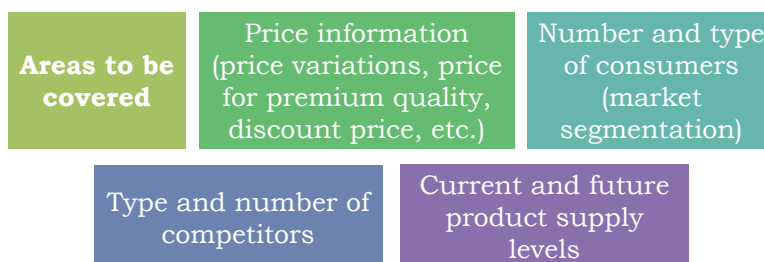 Areas to be
covered
Price information
(price variations, price
for premium quality,
discount price, etc.)
Number and type
of consumers
(market
segmentation)
Type and number of
competitors
Current and future
product supply
levels